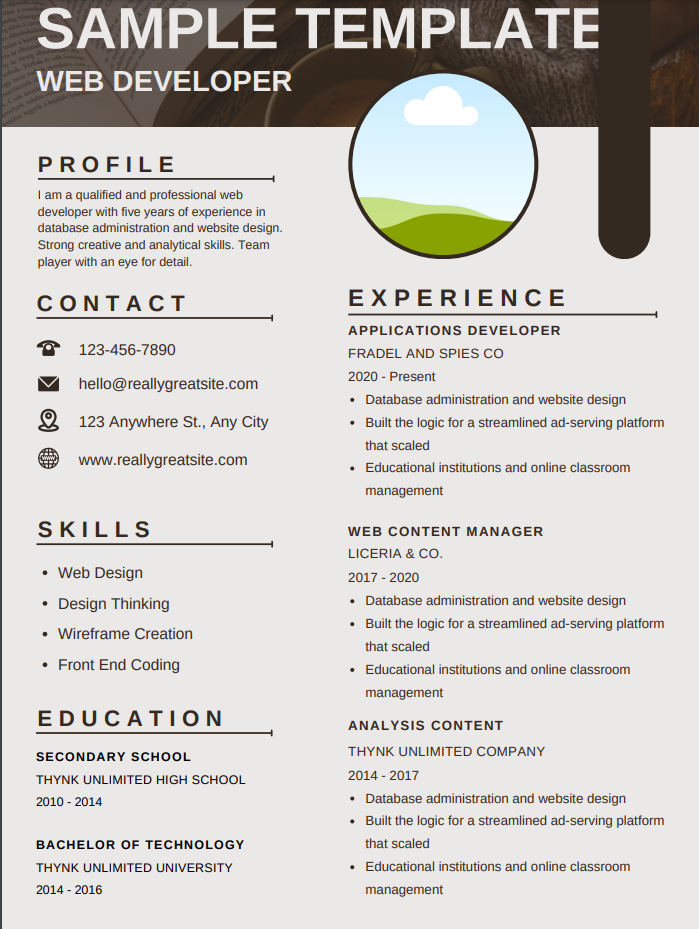 SAMPLE TEMPLATE
WEB DEVELOPER
PROFILE
I am a qualified and professional web
developer with five years of experience in
database administration and website design.
Strong creative and analytical skills. Team
player with an eye for detail.
CONTACT
123-456-7890
hello@reallygreatsite.com
123 Anywhere St., Any City
www.reallygreatsite.com
SKILLS
• Web Design
• Design Thinking
• Wireframe Creation
• Front End Coding
EDUCATION
SECONDARY SCHOOL
THYNK UNLIMITED HIGH SCHOOL
2010 - 2014
BACHELOR OF TECHNOLOGY
THYNK UNLIMITED UNIVERSITY
2014 - 2016
EXPERIENCE
APPLICATIONS DEVELOPER
FRADEL AND SPIES CO
2020 - Present
• Database administration and website design
• Built the logic for a streamlined ad-serving platform
that scaled
• Educational institutions and online classroom
management
WEB CONTENT MANAGER
LICERIA & CO.
2017 - 2020
• Database administration and website design
• Built the logic for a streamlined ad-serving platform
that scaled
• Educational institutions and online classroom
management
ANALYSIS CONTENT
THYNK UNLIMITED COMPANY
2014 - 2017
• Database administration and website design
• Built the logic for a streamlined ad-serving platform
that scaled
• Educational institutions and online classroom
management